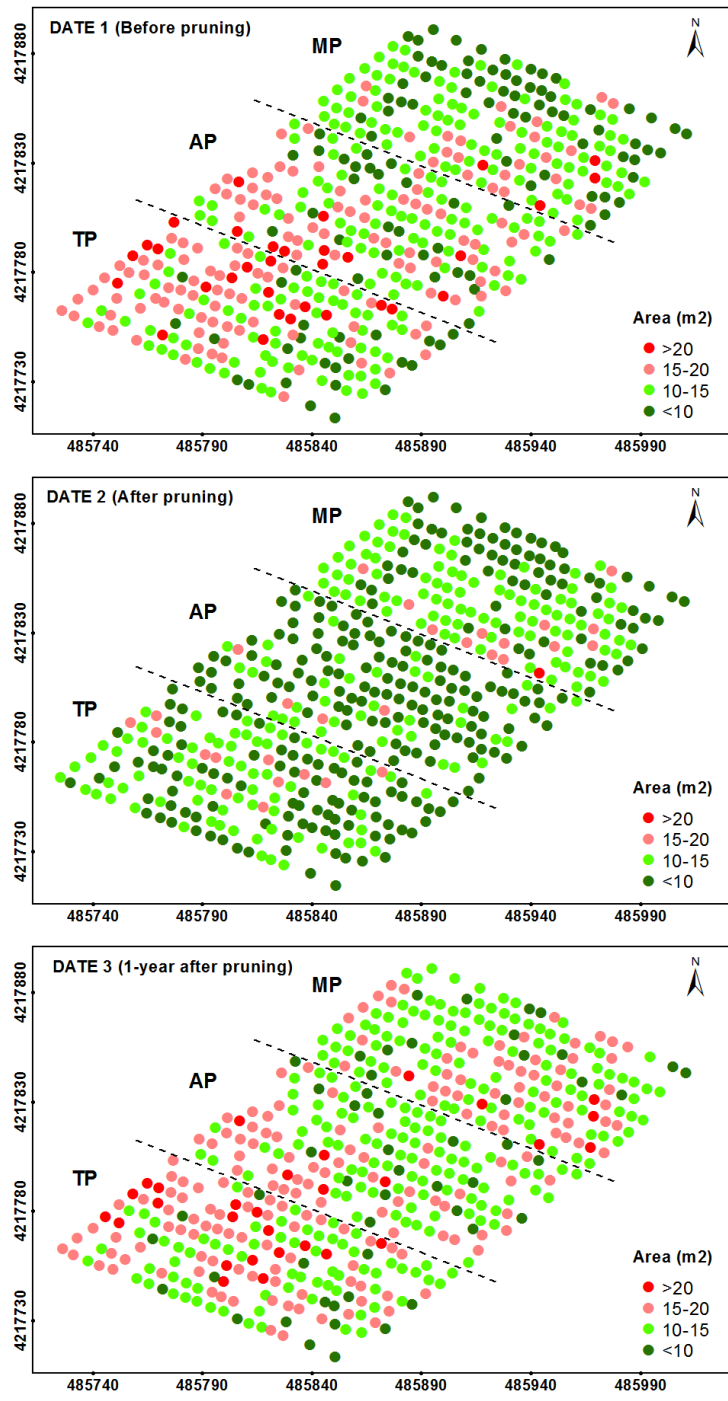 DATE 1 (Before pruning)
MP
N
AP
TP
4217880
4217830
4217780
4217730
Area (m2)
>20
15-20
10-15
<10
485740 485790 485840 485890 485940 485990
DATE 2 (After pruning)
MP
N
AP
TP
4217880
4217830
4217780
4217730
Area (m2)
>20
15-20
10-15
<10
485740 485790 485840 485890 485940 485990
DATE 3 (1-year after pruning)
MP
N
AP
TP
4217880
4217830
4217780
4217730
Area (m2)
>20
15-20
10-15
<10
485740 485790 485840 485890 485940 485990